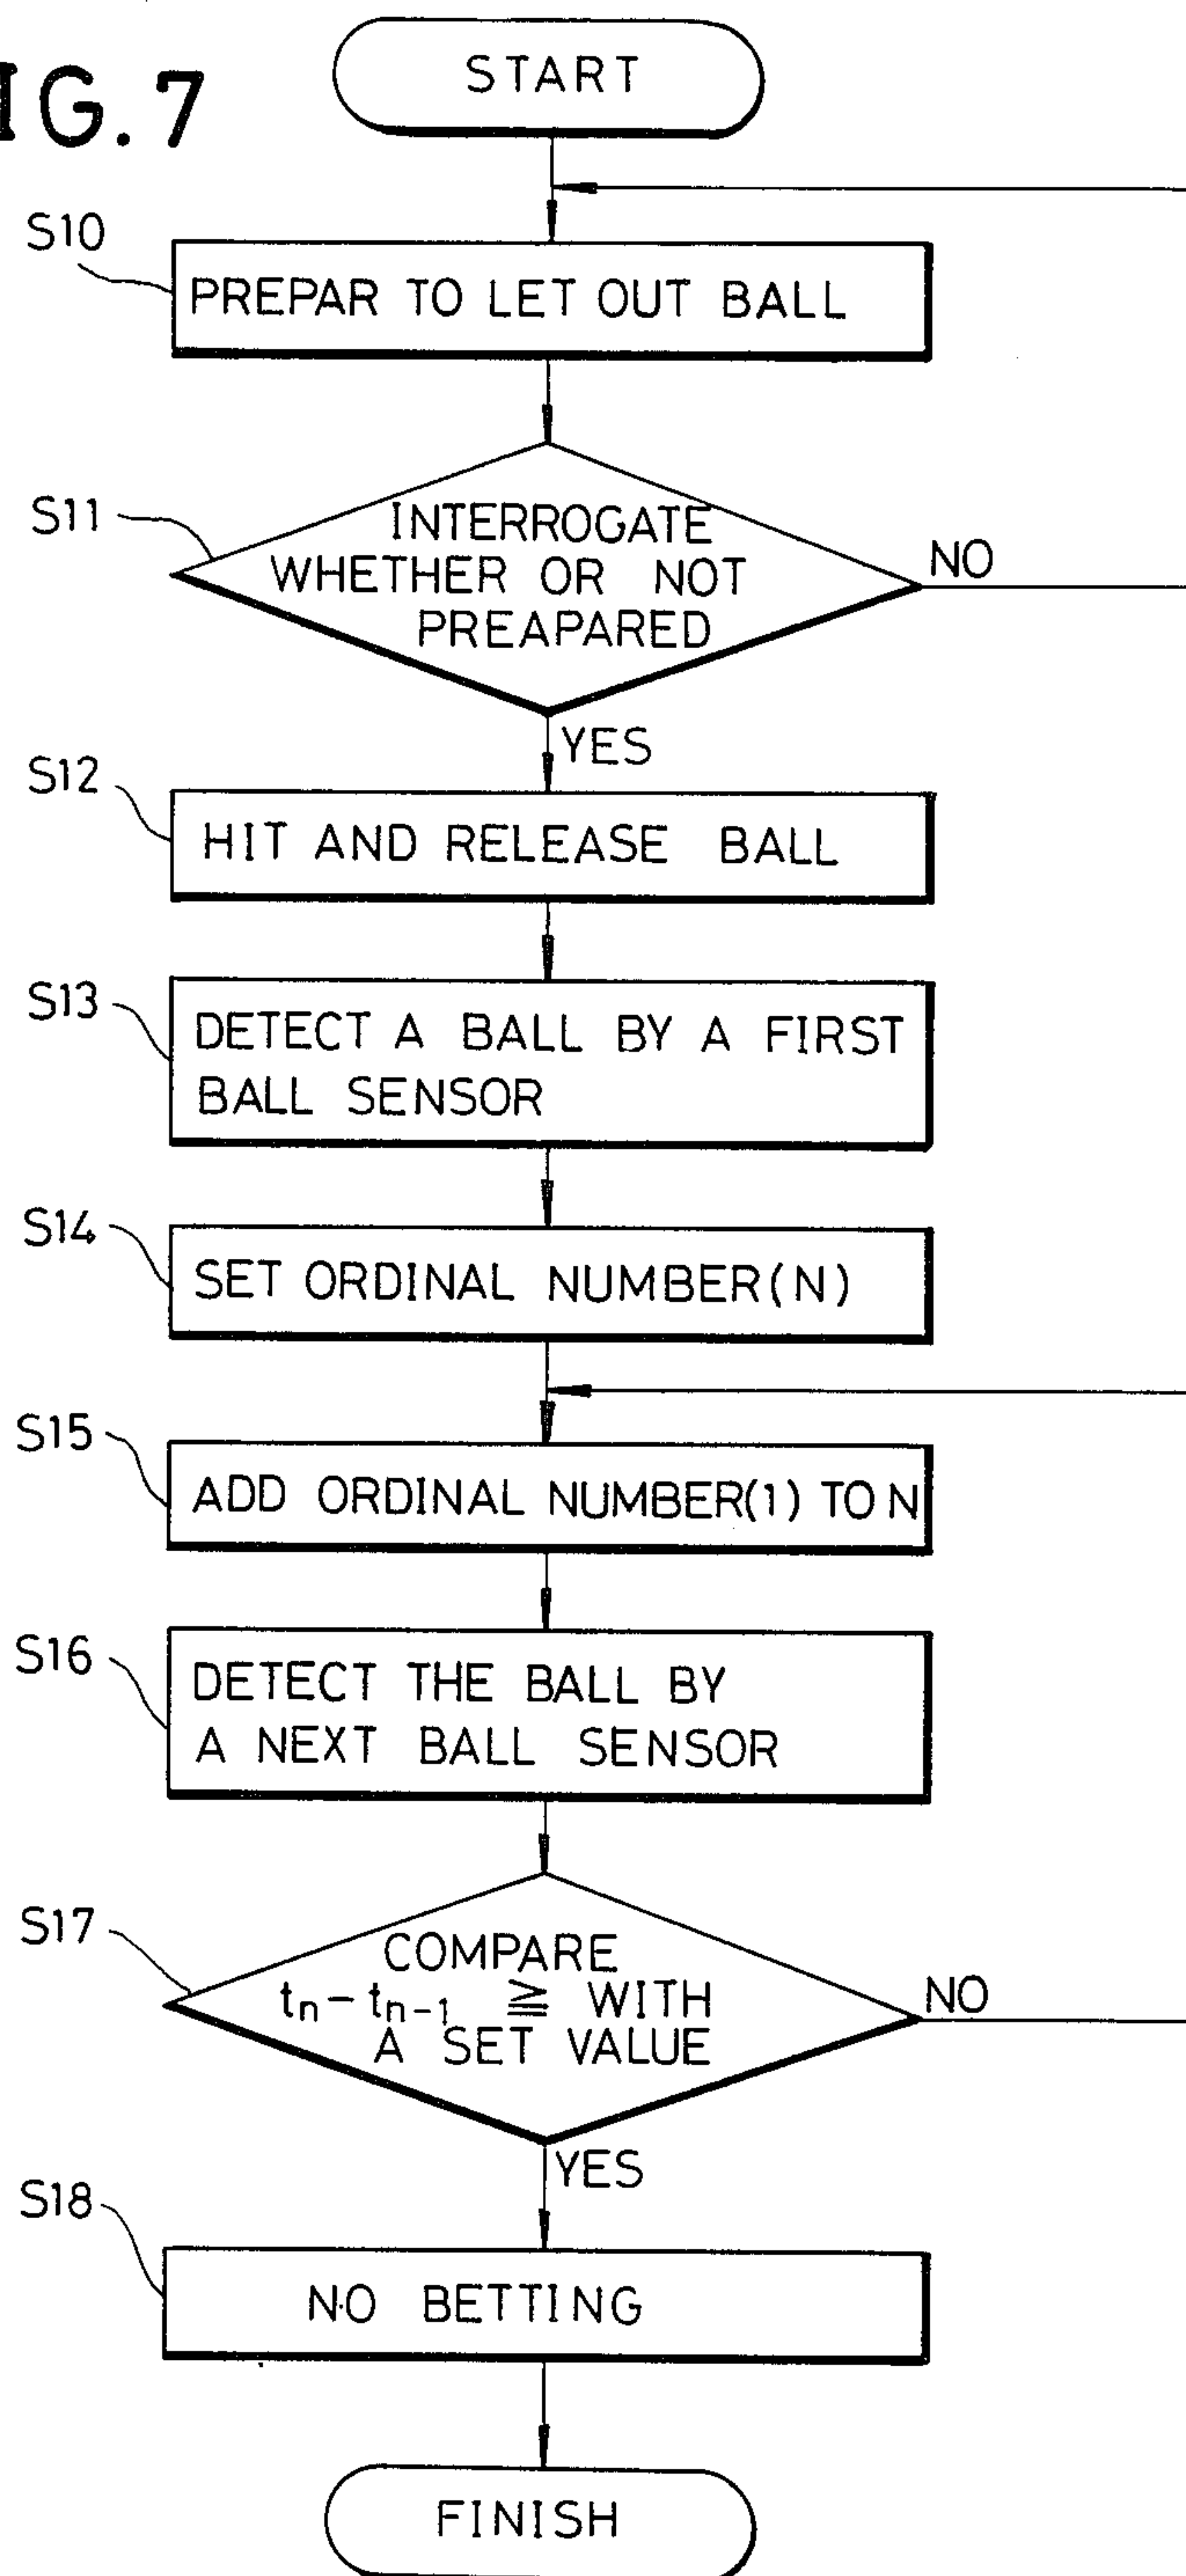 IG. 7
START
S10
PREPAR TO LET OUT BALL
S11
INTERROGATE
WHETHER OR NOT
PREAPARED
NO
YES
S12
HIT AND RELEASE BALL
S13
DETECT A BALL BY A FIRST
BALL SENSOR
S14
SET ORDINAL NUMBER(N)
S15
ADD ORDINAL NUMBER(1) TO N
S16
DETECT THE BALL BY
A NEXT BALL SENSOR
S17
COMPARE
tn - tn-1 ≧ WITH
A SET VALUE
NO
YES
S18
NO BETTING
FINISH